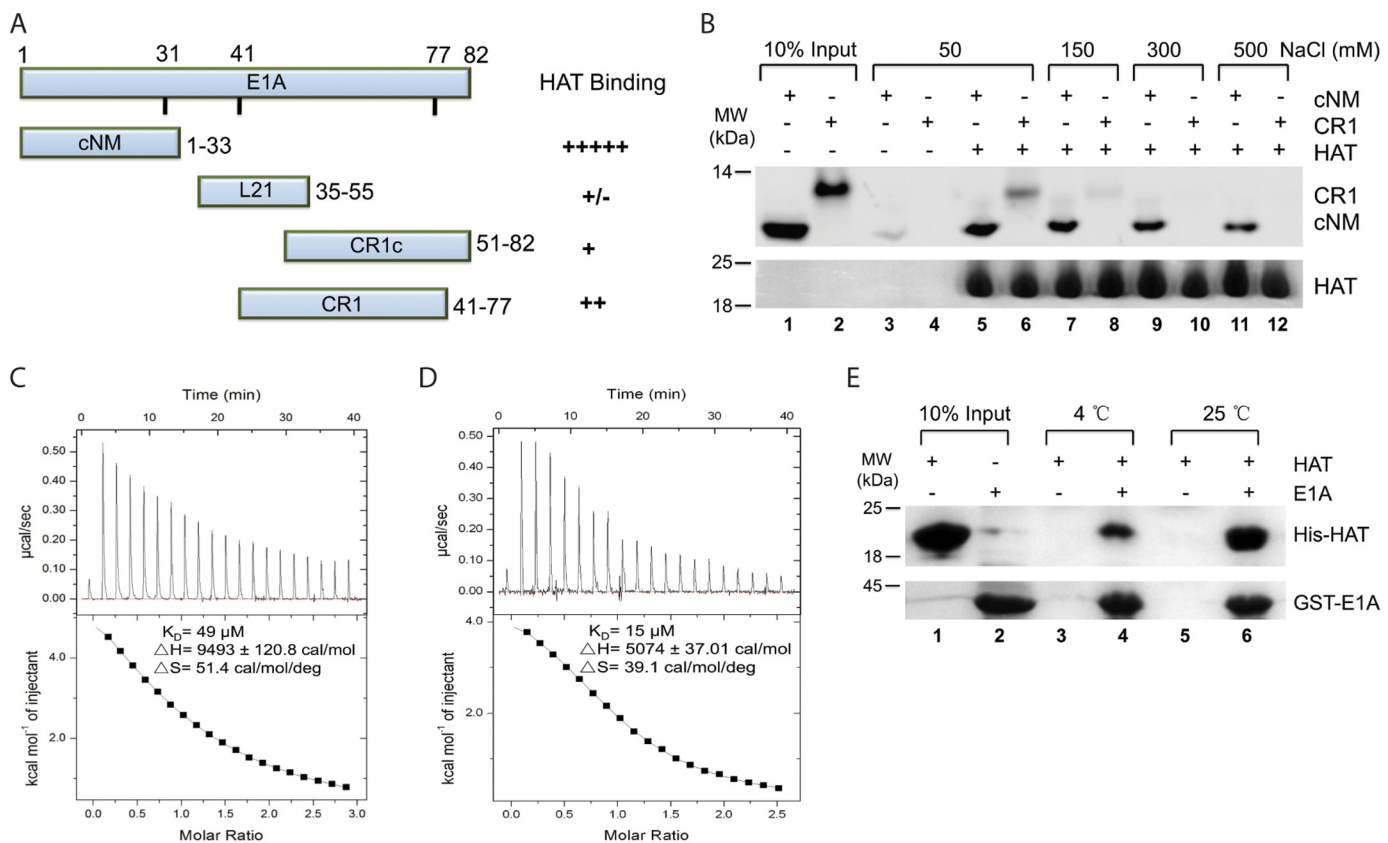 A
1 31 41 77 82
E1A
HAT Binding
cNM 1-33 +++++
L21 35-55 +/-
CR1c 51-82 +
CR1 41-77 ++
B
10% Input 50 150 300 500 NaCl (mM)
+ - + - + - + - + - + - cNM
- + - + - + - + - + - + CR1
- - - - + + + + + + + + HAT
MW
(kDa)
14
CR1
cNM
25
HAT
18
1 2 3 4 5 6 7 8 9 10 11 12
C
Time (min)
0 10 20 30 40
0.50
0.40
0.30
0.20
0.10
0.00
µcal/sec
KD= 49 µM
△H= 9493 ± 120.8 cal/mol
△S= 51.4 cal/mol/deg
4.0
2.0
kcal mol-1 of injectant
0.0 0.5 1.0 1.5 2.0 2.5 3.0
Molar Ratio
D
Time (min)
0 10 20 30 40
0.50
0.40
0.30
0.20
0.10
0.00
µcal/sec
KD= 15 µM
△H= 5074 ± 37.01 cal/mol
△S= 39.1 cal/mol/deg
4.0
2.0
kcal mol-1 of injectant
0.0 0.5 1.0 1.5 2.0 2.5
Molar Ratio
E
10% Input 4 ℃ 25 ℃
MW
(kDa)
+ - + + + + HAT
- + - + - + E1A
25
His-HAT
18
45
GST-E1A
1 2 3 4 5 6